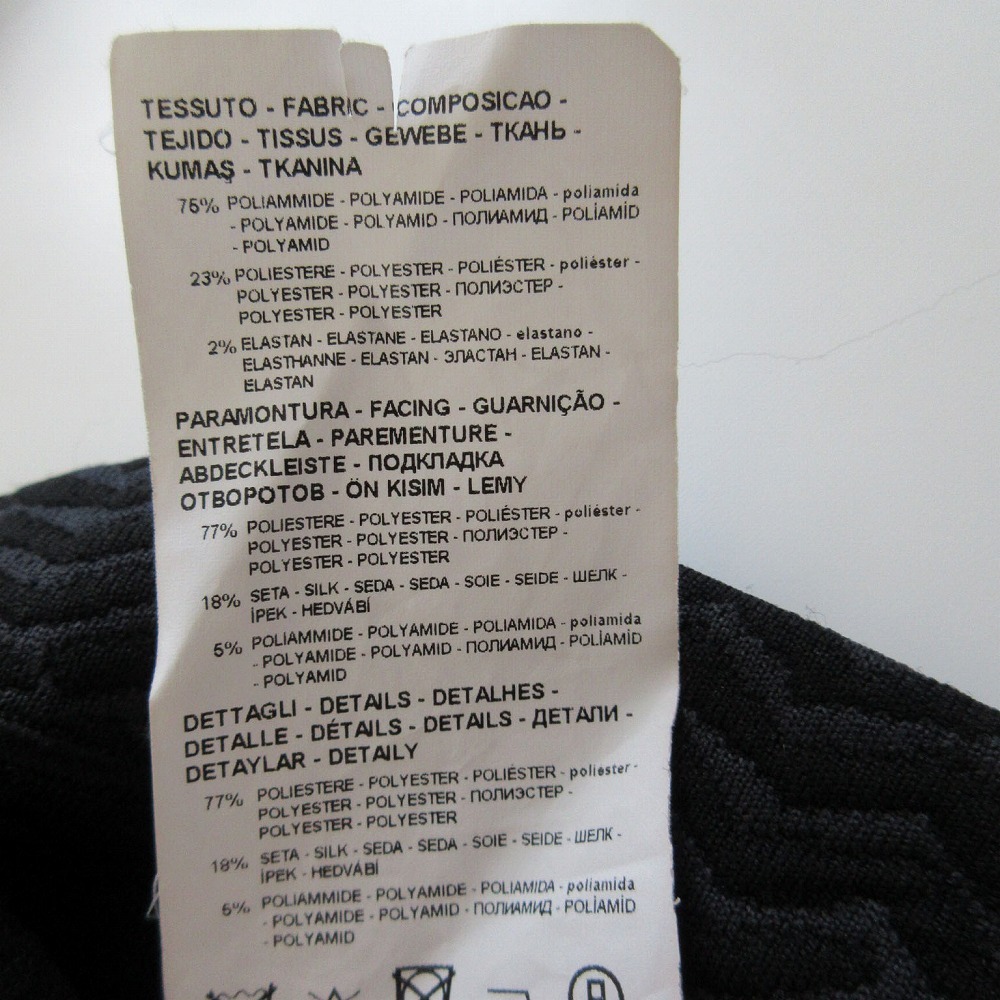 TESSUTO - FABRIC - COMPOSICAO -
TEJIDO - TISSUS - GEWEBE - ТКАНЬ -
KUMAŞ - TKANINA
75% POLIAMMIDE - POLYAMIDE - POLIAMIDA - poliamida
- POLYAMIDE - POLYAMID - ПОЛИАМИД - POLİAMİD
- POLYAMID
23% POLIESTERE - POLYESTER - POLIÉSTER - poliéster -
POLYESTER - POLYESTER - ПОЛИЭСТЕР -
POLYESTER - POLYESTER
2% ELASTAN - ELASTANE - ELASTANO - elastano -
ELASTHANNE - ELASTAN - ЭЛАСТАН - ELASTAN -
ELASTAN
PARAMONTURA - FACING - GUARNIÇÃO -
ENTRETELA - PAREMENTURE -
ABDECKLEISTE - ПОДКЛАДКА
ОТВОРОТОВ - ÖN KISIM - LEMY
77% POLIESTERE - POLYESTER - POLIÉSTER - poliéster -
POLYESTER - POLYESTER - ПОЛИЭСТЕР -
POLYESTER - POLYESTER
18% SETA - SILK - SEDA - SEDA - SOIE - SEIDE - ШЕЛК -
İPEK - HEDVÁBÍ
5% POLIAMMIDE - POLYAMIDE - POLIAMIDA - poliamida
- POLYAMIDE - POLYAMID - ПОЛИАМИД - POLİAMİD
- POLYAMID
DETTAGLI - DETAILS - DETALHES -
DETALLE - DÉTAILS - DETAILS - ДЕТАЛИ -
DETAYLAR - DETAILY
77% POLIESTERE - POLYESTER - POLIÉSTER - poliéster -
POLYESTER - POLYESTER - ПОЛИЭСТЕР -
POLYESTER - POLYESTER
18% SETA - SILK - SEDA - SEDA - SOIE - SEIDE - ШЕЛК -
İPEK - HEDVÁBÍ
5% POLIAMMIDE - POLYAMIDE - POLIAMIDA - poliamida
- POLYAMIDE - POLYAMID - ПОЛИАМИД - POLİAMİD
- POLYAMID